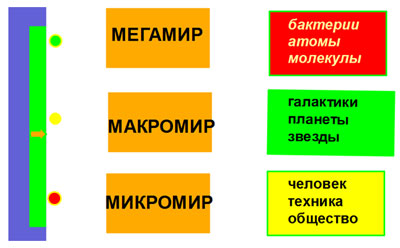 МЕГАМИР
бактерии
атомы
молекулы
МАКРОМИР
галактики
планеты
звезды
МИКРОМИР
человек
техника
общество